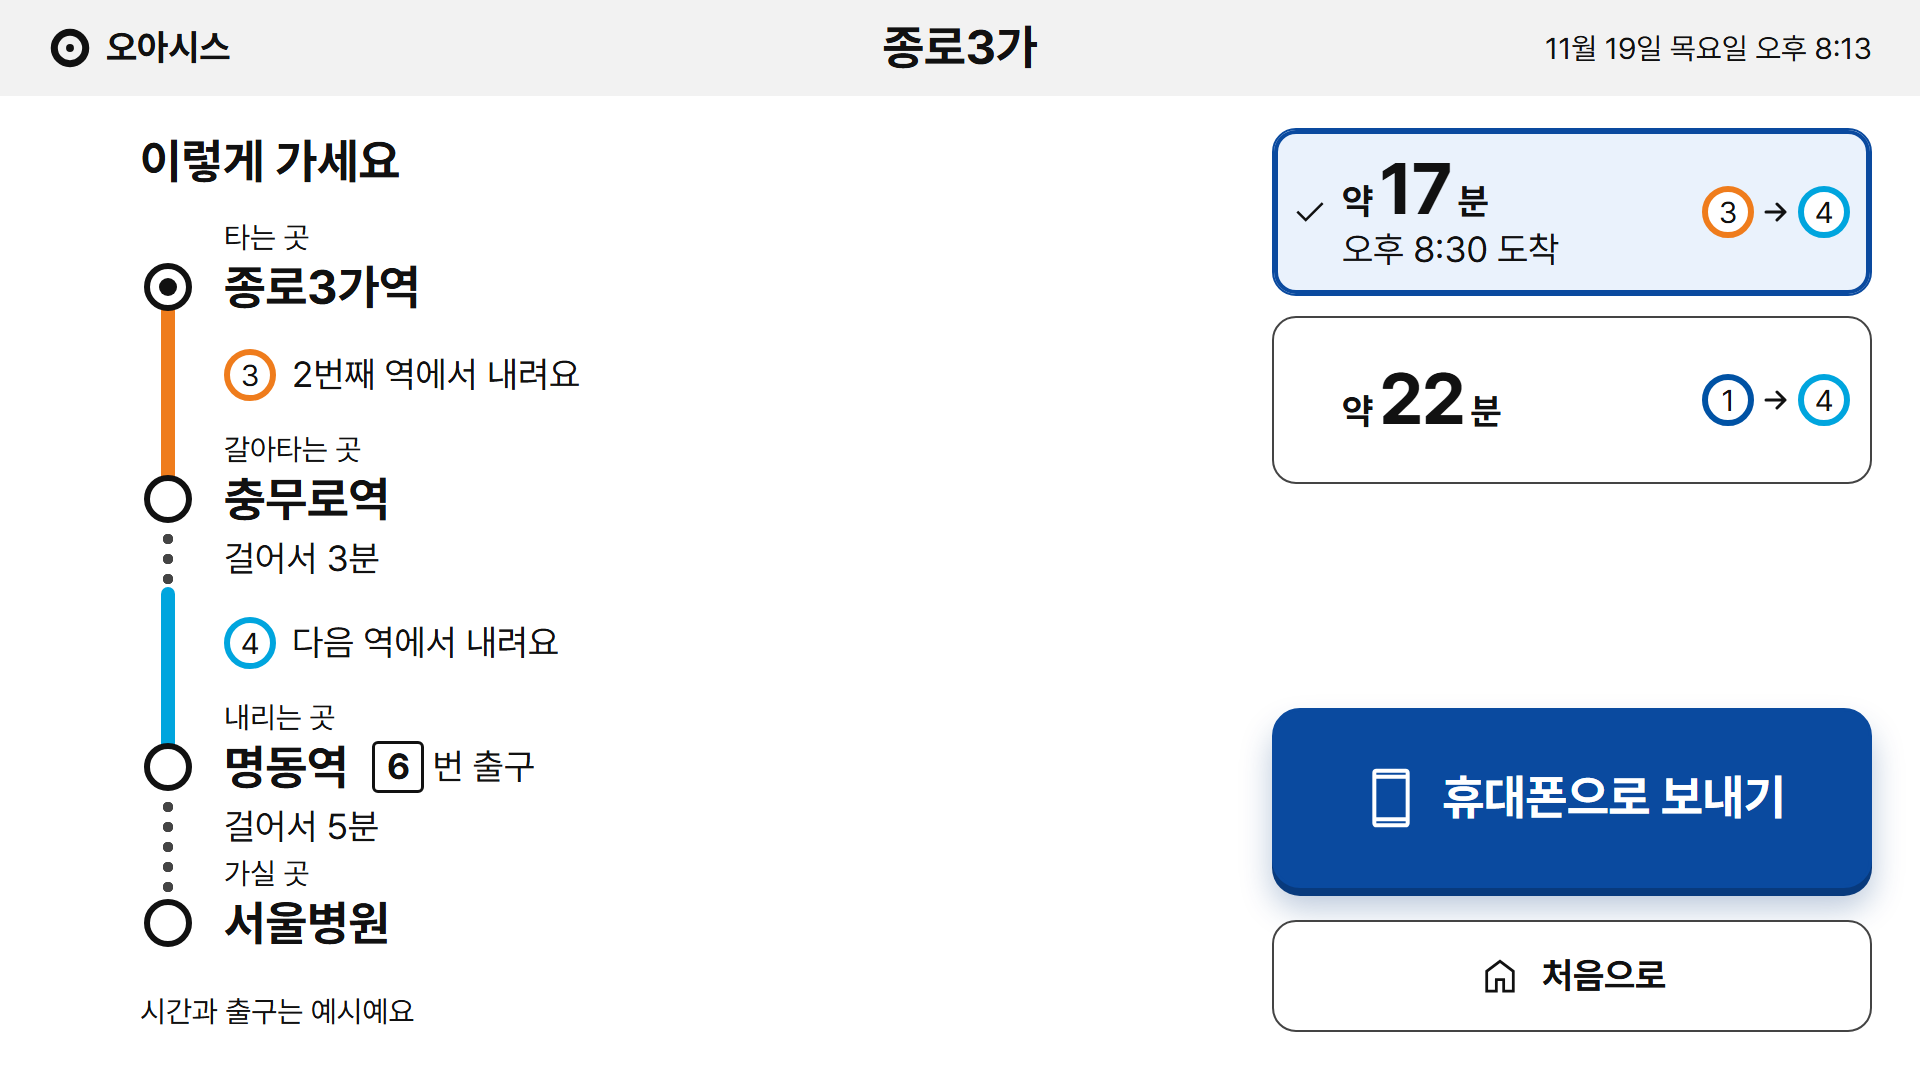 오아시스
종로3가
11월 19일 목요일 오후 8:13
이렇게 가세요
타는 곳
종로3가역
3 2번째 역에서 내려요
갈아타는 곳
충무로역
걸어서 3분
4 다음 역에서 내려요
내리는 곳
명동역 6 번 출구
걸어서 5분
가실 곳
서울병원
시간과 출구는 예시예요
약 17 분 3 → 4
오후 8:30 도착
약 22 분 1 → 4
휴대폰으로 보내기
처음으로